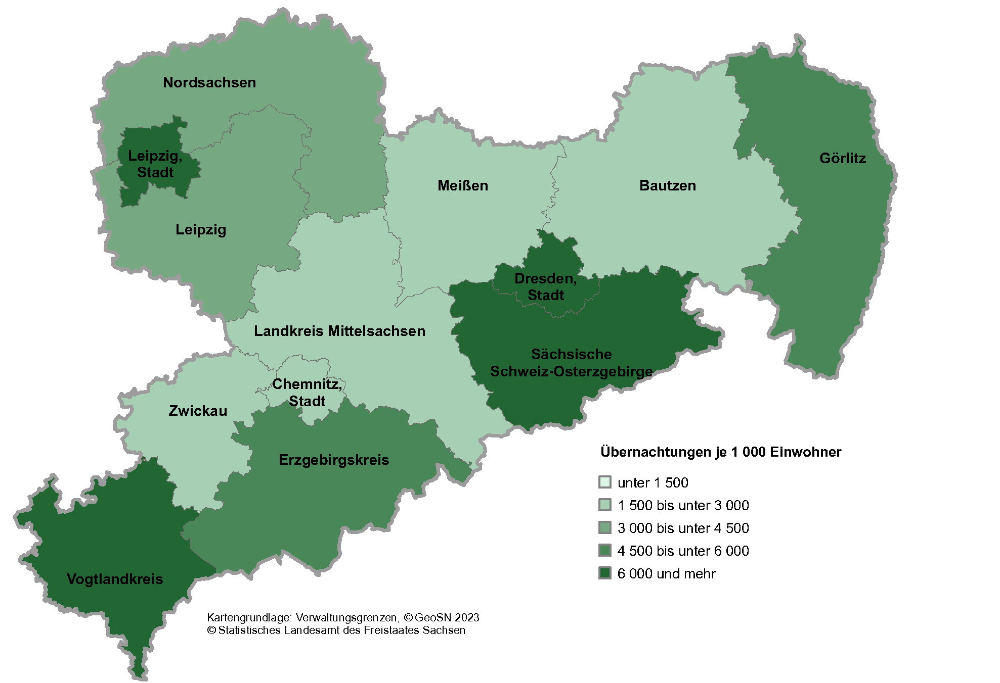 Nordsachsen
Leipzig,
Stadt
Görlitz
Meißen
Bautzen
Leipzig
Dresden,
Stadt
Landkreis Mittelsachsen
Sächsische
Schweiz-Osterzgebirge
Chemnitz,
Stadt
Zwickau
Erzgebirgskreis
Vogtlandkreis
Übernachtungen je 1 000 Einwohner
unter 1 500
1 500 bis unter 3 000
3 000 bis unter 4 500
4 500 bis unter 6 000
6 000 und mehr
Kartengrundlage: Verwaltungsgrenzen, © GeoSN 2023
© Statistisches Landesamt des Freistaates Sachsen